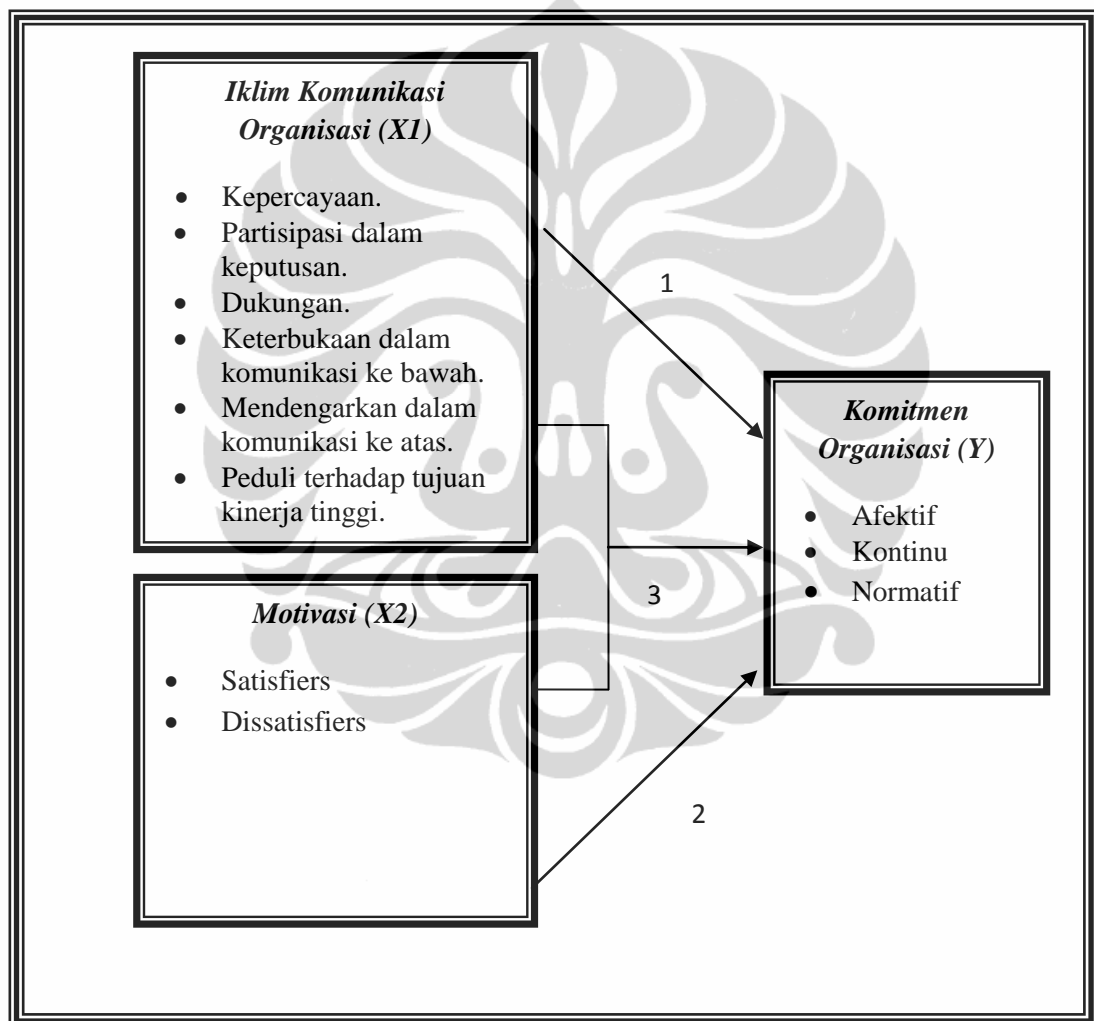 Iklim Komunikasi
Organisasi (X1)
• Kepercayaan.
• Partisipasi dalam
keputusan.
• Dukungan.
• Keterbukaan dalam
komunikasi ke bawah.
• Mendengarkan dalam
komunikasi ke atas.
• Peduli terhadap tujuan
kinerja tinggi.
Motivasi (X2)
• Satisfiers
• Dissatisfiers
1
3
2
Komitmen
Organisasi (Y)
• Afektif
• Kontinu
• Normatif